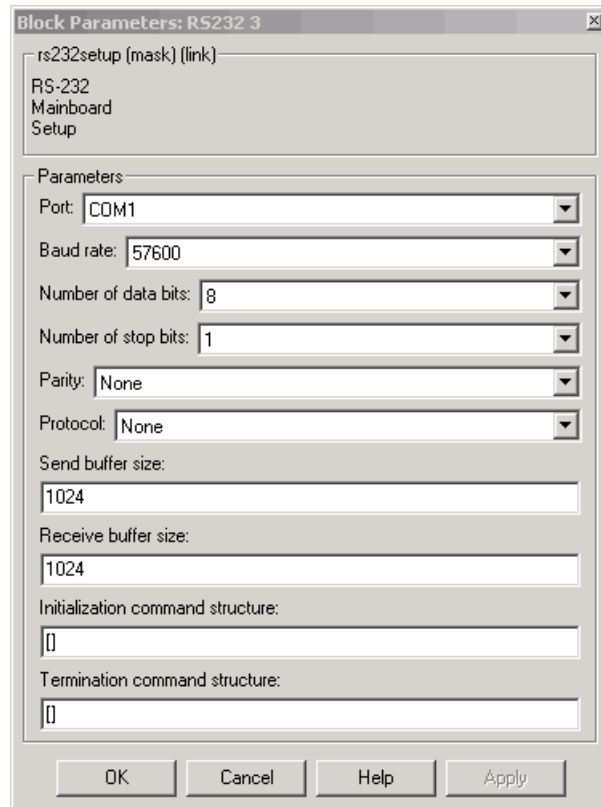 Block Parameters: RS232 3
rs232setup (mask) (link)
RS-232
Mainboard
Setup
Parameters
Port: COM1
Baud rate: 57600
Number of data bits: 8
Number of stop bits: 1
Parity: None
Protocol: None
Send buffer size:
1024
Receive buffer size:
1024
Initialization command structure:
[]
Termination command structure:
[]
OK Cancel Help Apply